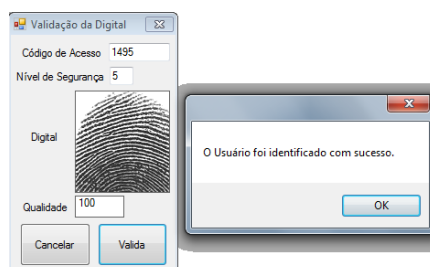 Validação da Digital
Código de Acesso 1495
Nível de Segurança 5
Digital
Qualidade 100
Cancelar Valida
O Usuário foi identificado com sucesso.
OK